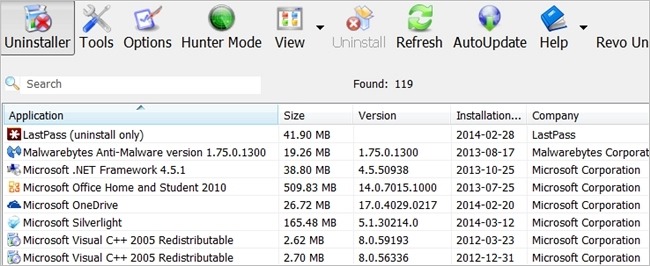 Uninstaller Tools Options Hunter Mode View Uninstall Refresh AutoUpdate Help Revo Un
Search Found: 119
Application Size Version Installation... Company
LastPass (uninstall only) 41.90 MB 2014-02-28 LastPass
Malwarebytes Anti-Malware version 1.75.0.1300 19.26 MB 1.75.0.1300 2013-08-17 Malwarebytes Corporat
Microsoft .NET Framework 4.5.1 38.80 MB 4.5.50938 2013-10-25 Microsoft Corporation
Microsoft Office Home and Student 2010 509.83 MB 14.0.7015.1000 2013-07-25 Microsoft Corporation
Microsoft OneDrive 26.72 MB 17.0.4029.0217 2014-02-20 Microsoft Corporation
Microsoft Silverlight 165.48 MB 5.1.30214.0 2014-03-12 Microsoft Corporation
Microsoft Visual C++ 2005 Redistributable 2.62 MB 8.0.59193 2012-03-23 Microsoft Corporation
Microsoft Visual C++ 2005 Redistributable 2.70 MB 8.0.56336 2012-12-31 Microsoft Corporation